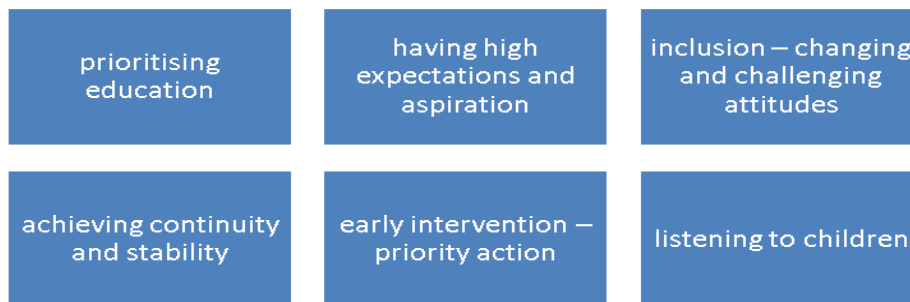 prioritising
education
having high
expectations and
aspiration
inclusion – changing
and challenging
attitudes
achieving continuity
and stability
early intervention –
priority action
listening to children